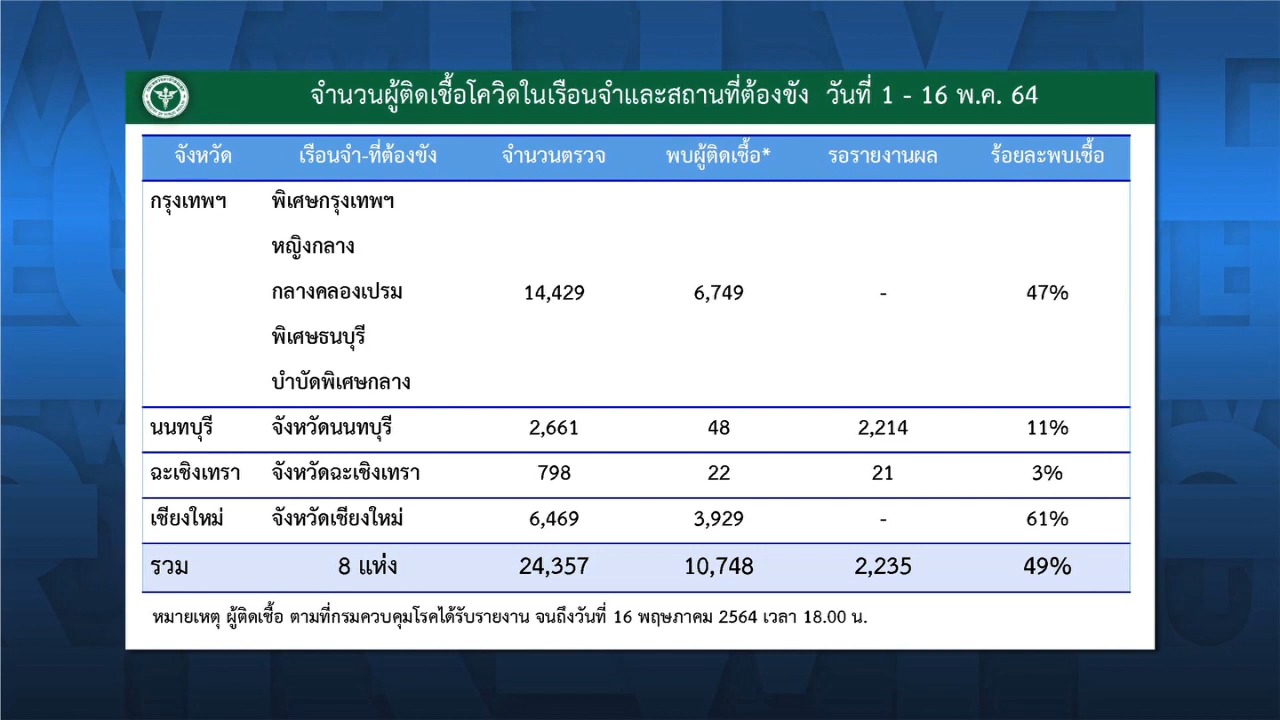 จำนวนผู้ติดเชื้อโควิดในเรือนจำและสถานที่ต้องขัง วันที่ 1 - 16 พ.ค. 64
จังหวัด เรือนจำ-ที่ต้องขัง จำนวนตรวจ พบผู้ติดเชื้อ* รอรายงานผล ร้อยละพบเชื้อ
กรุงเทพฯ พิเศษกรุงเทพฯ
หญิงกลาง
กลางคลองเปรม 14,429 6,749 - 47%
พิเศษธนบุรี
บำบัดพิเศษกลาง
นนทบุรี จังหวัดนนทบุรี 2,661 48 2,214 11%
ฉะเชิงเทรา จังหวัดฉะเชิงเทรา 798 22 21 3%
เชียงใหม่ จังหวัดเชียงใหม่ 6,469 3,929 - 61%
รวม 8 แห่ง 24,357 10,748 2,235 49%
หมายเหตุ ผู้ติดเชื้อ ตามที่กรมควบคุมโรคได้รับรายงาน จนถึงวันที่ 16 พฤษภาคม 2564 เวลา 18.00 น.